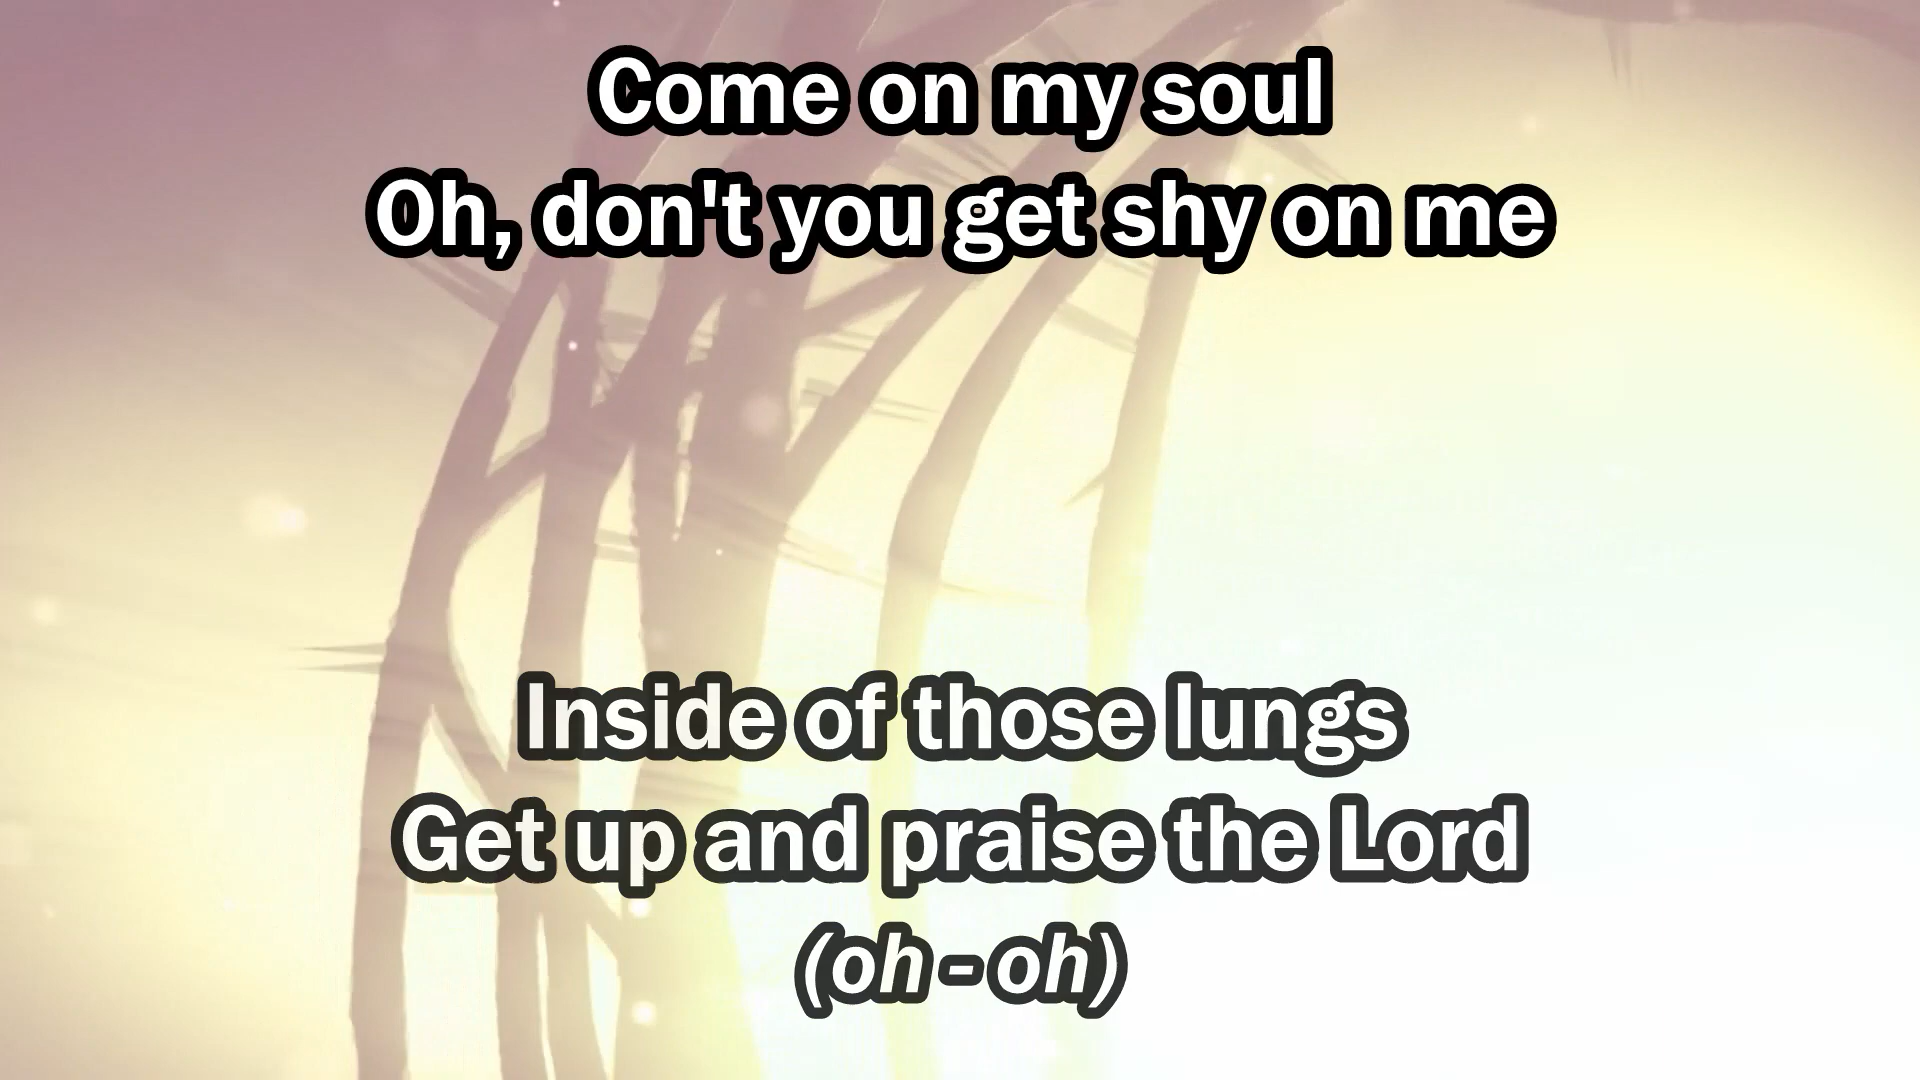 Come on my soul
Oh, don't you get shy on me
Inside of those lungs
Get up and praise the Lord
(oh - oh)